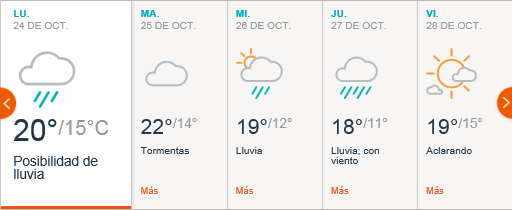 LU.
24 DE OCT.
20°/15°C
Posibilidad de
lluvia
MA.
25 DE OCT.
22°/14°
Tormentas
Más
MI.
26 DE OCT.
19°/12°
Lluvia
Más
JU.
27 DE OCT.
18°/11°
Lluvia; con
viento
Más
VI.
28 DE OCT.
19°/15°
Aclarando
Más